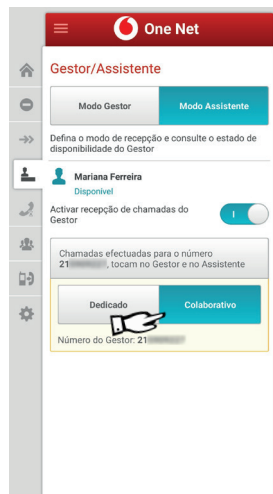 One Net
Gestor/Assistente
Modo Gestor
Modo Assistente
Defina o modo de recepção e consulte o estado de
disponibilidade do Gestor
Mariana Ferreira
Disponível
Activar recepção de chamadas do
Gestor
Chamadas efectuadas para o número
21 , tocam no Gestor e no Assistente
Dedicado
Colaborativo
Número do Gestor: 21